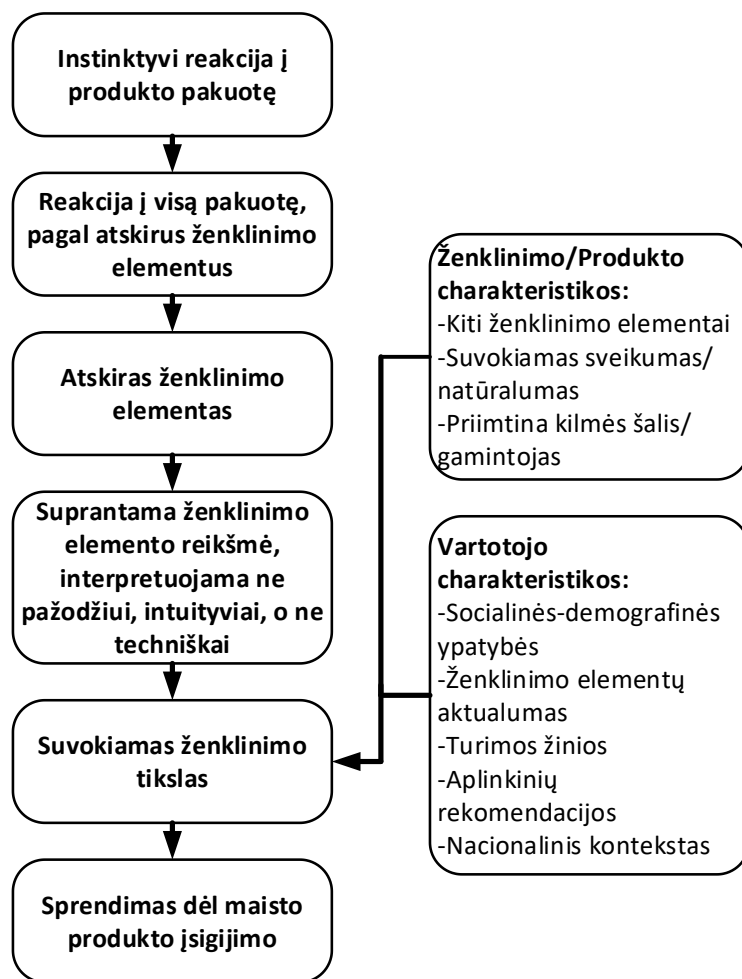 Instinktyvi reakcija į
produkto pakuotę
Reakcija į visą pakuotę,
pagal atskirus ženklinimo
elementus
Atskiras ženklinimo
elementas
Suprantama ženklinimo
elemento reikšmė,
interpretuojama ne
pažodžiui, intuityviai, o ne
techniškai
Suvokiamas ženklinimo
tikslas
Sprendimas dėl maisto
produkto įsigijimo
Ženklinimo/Produkto
charakteristikos:
-Kiti ženklinimo elementai
-Suvokiamas sveikumas/
natūralumas
-Priimtina kilmės šalis/
gamintojas
Vartotojo
charakteristikos:
-Socialinės-demografinės
ypatybės
-Ženklinimo elementų
aktualumas
-Turimos žinios
-Aplinkinių
rekomendacijos
-Nacionalinis kontekstas